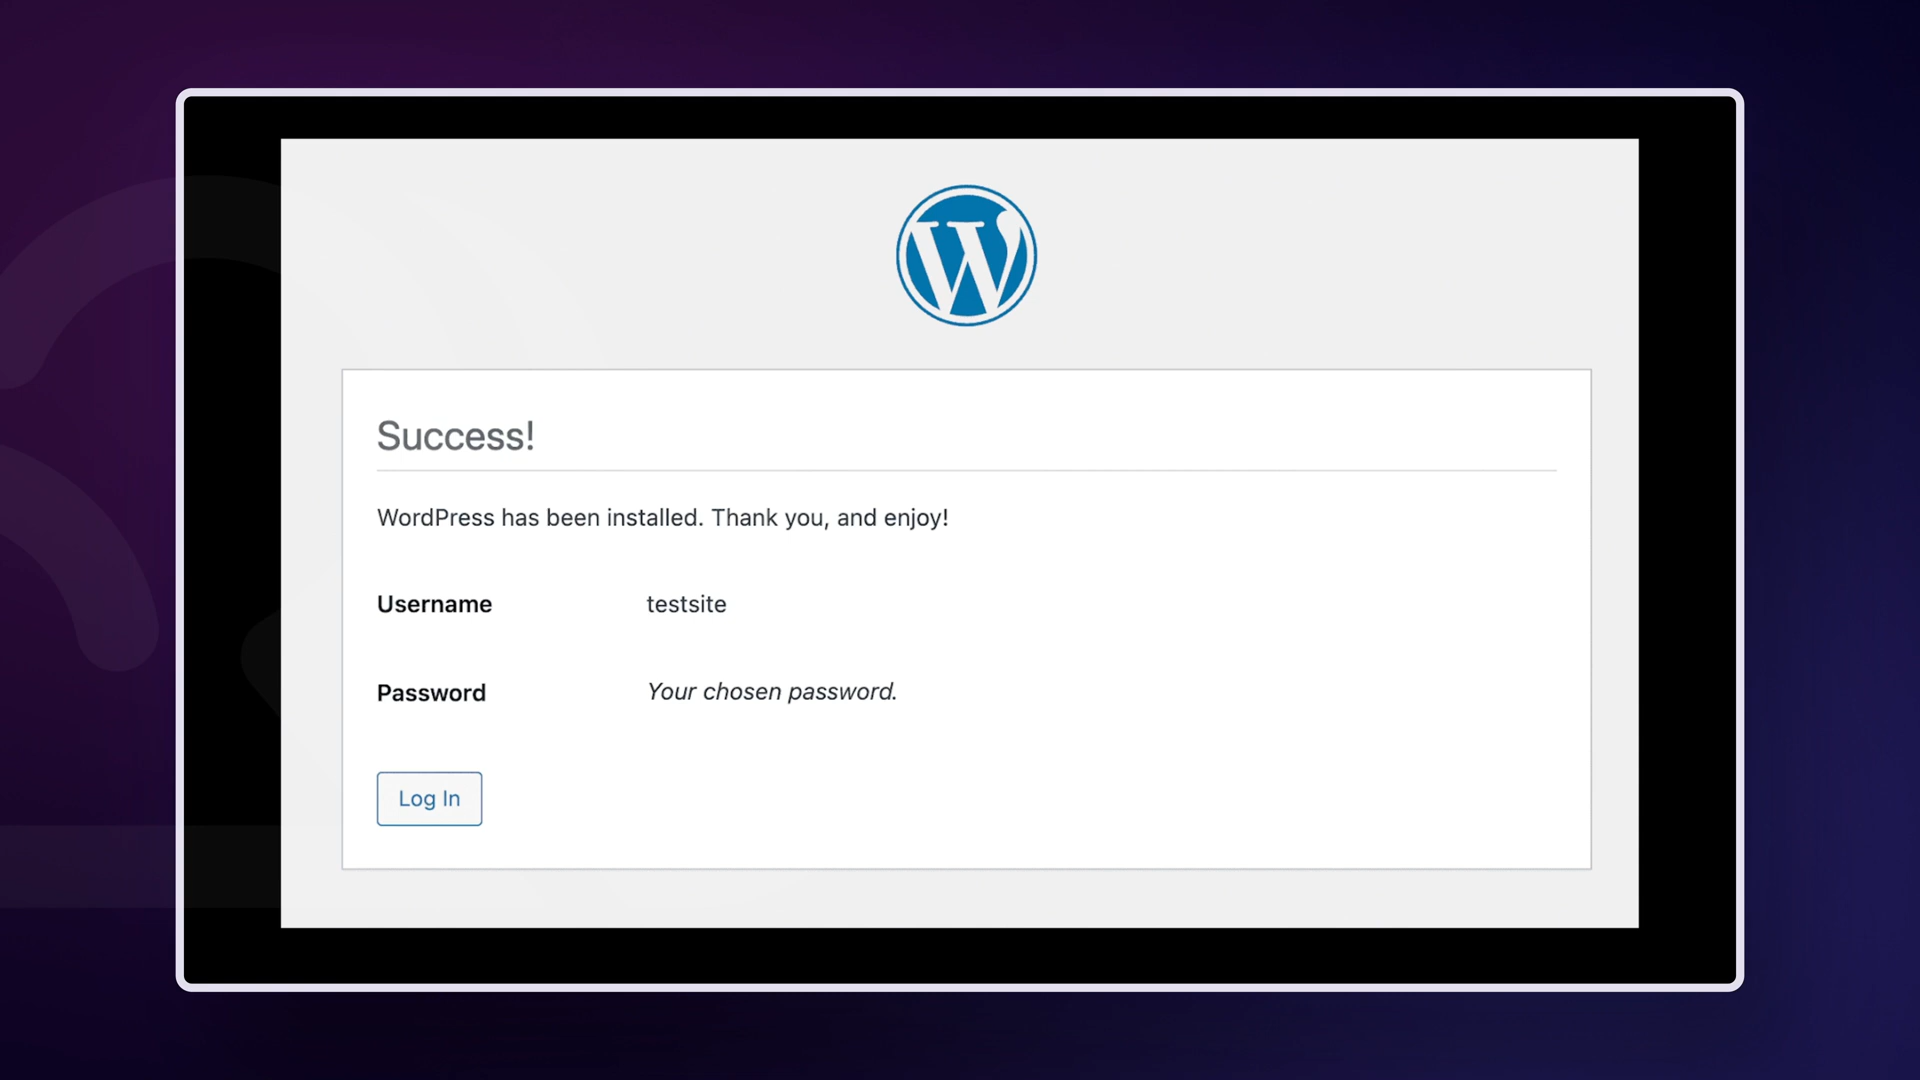 Success!
WordPress has been installed. Thank you, and enjoy!
Username testsite
Password Your chosen password.
Log In